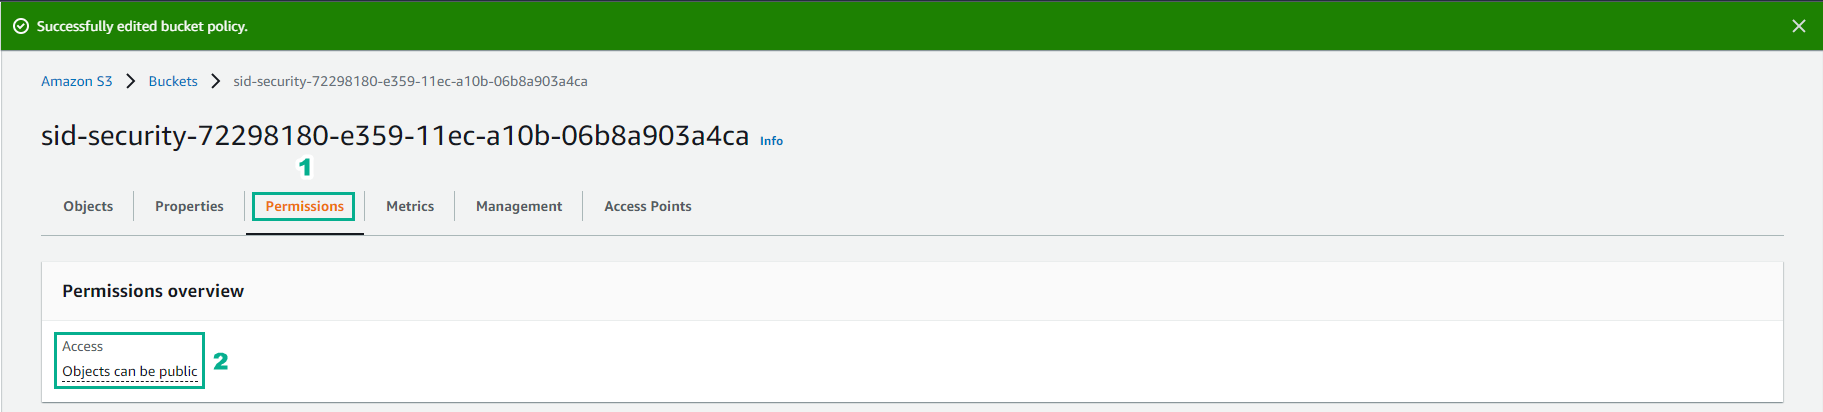 Successfully edited bucket policy.
Amazon S3 > Buckets > sid-security-72298180-e359-11ec-a10b-06b8a903a4ca
sid-security-72298180-e359-11ec-a10b-06b8a903a4ca Info
1
Objects Properties Permissions Metrics Management Access Points
Permissions overview
Access
Objects can be public 2